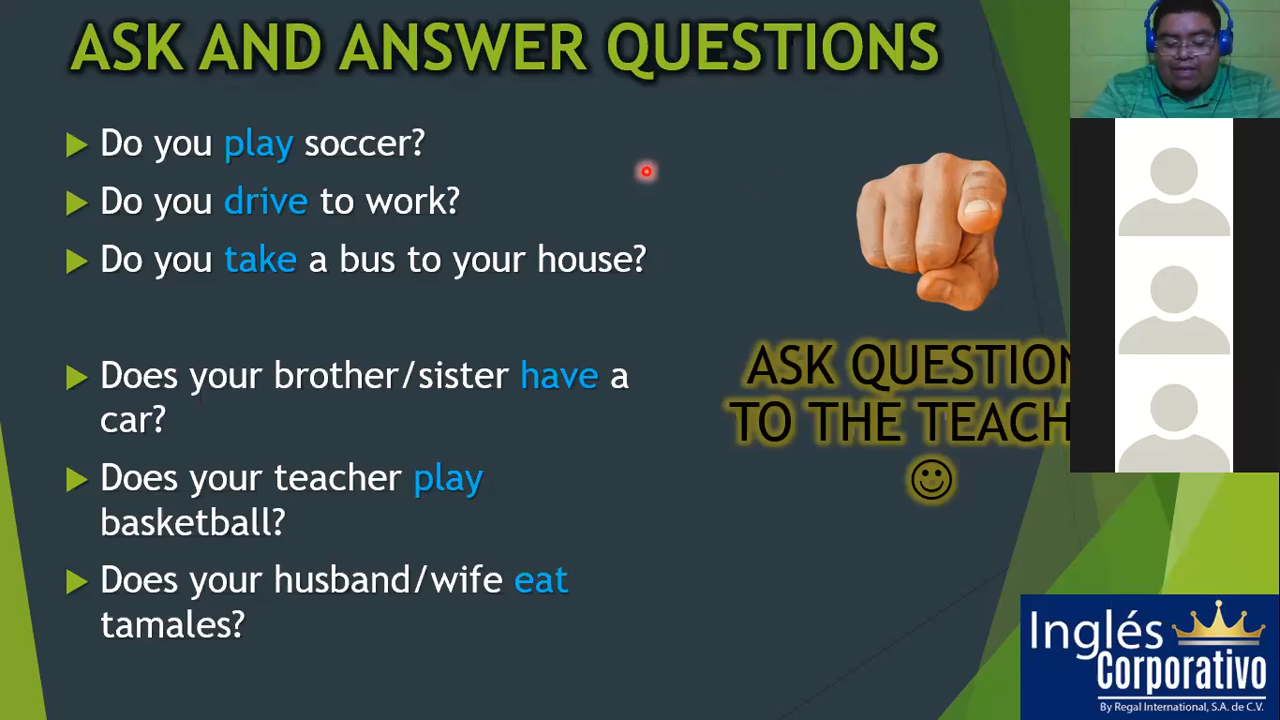 ASK AND ANSWER QUESTIONS
Do you play soccer?
Do you drive to work?
Do you take a bus to your house?
Does your brother/sister have a
car?
Does your teacher play
basketball?
Does your husband/wife eat
tamales?
ASK QUESTION
TO THE TEACH
Inglés
Corporativo
By Regal International, S.A. de C.V.